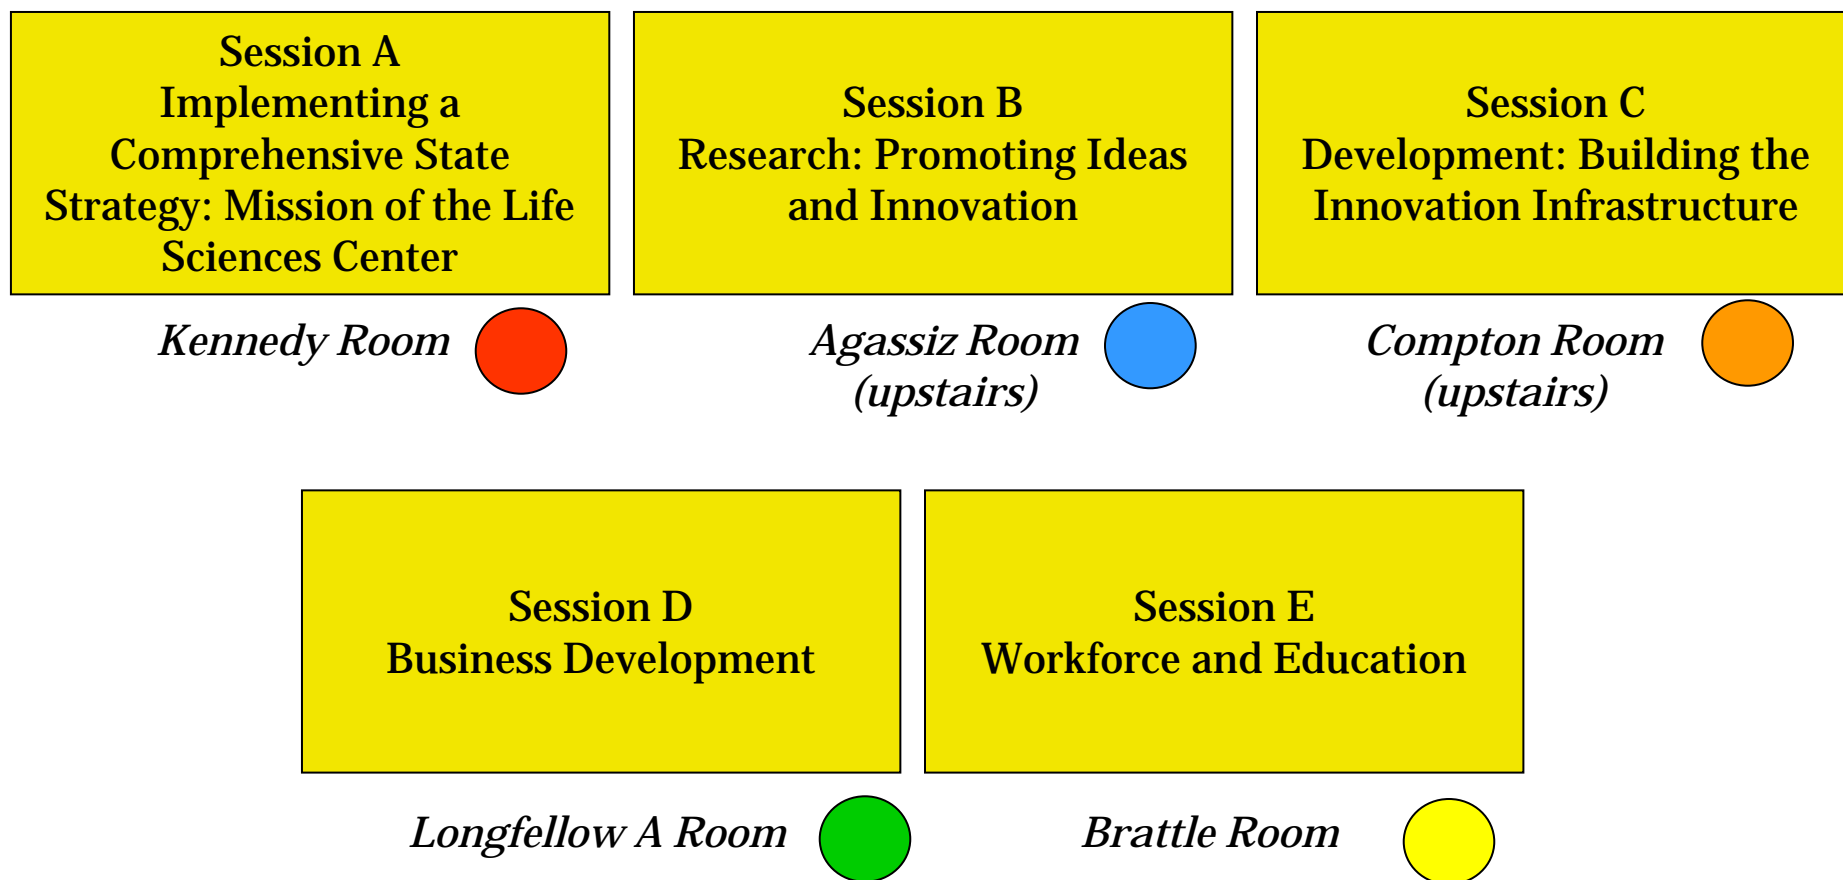 Session A
Implementing a
Comprehensive State
Strategy: Mission of the Life
Sciences Center
Kennedy Room
Session B
Research: Promoting Ideas
and Innovation
Agassiz Room
(upstairs)
Session C
Development: Building the
Innovation Infrastructure
Compton Room
(upstairs)
Session D
Business Development
Longfellow A Room
Session E
Workforce and Education
Brattle Room